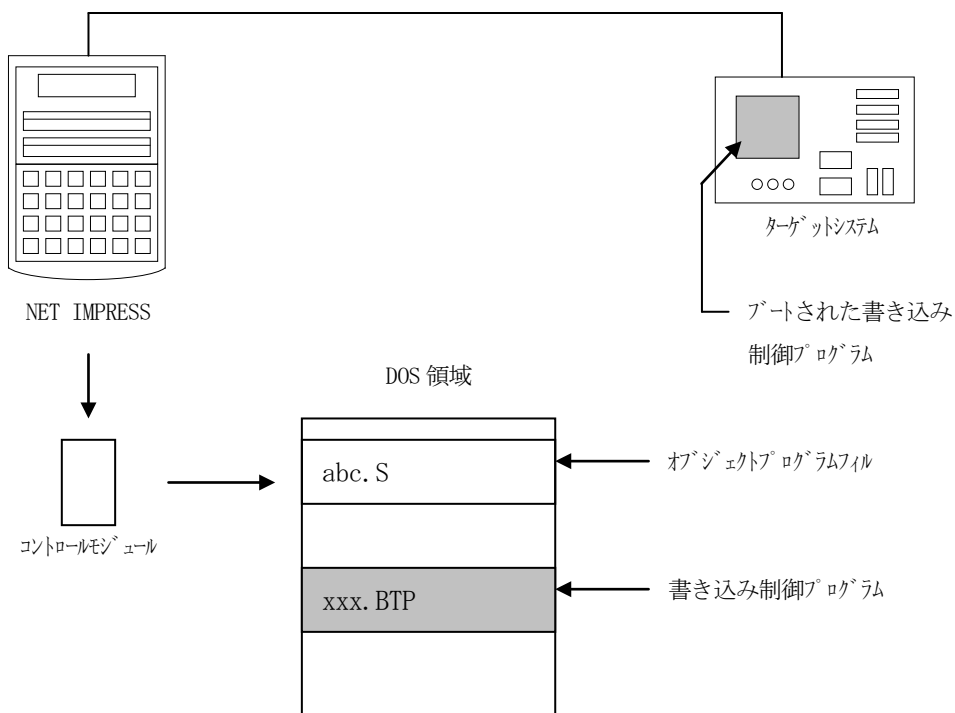 NET IMPRESS
ﾀｰｹﾞｯﾄｼｽﾃﾑ
ﾌﾞｰﾄされた書き込み
制御ﾌﾟﾛｸﾞﾗﾑ
DOS 領域
ｺﾝﾄﾛｰﾙﾓｼﾞｭｰﾙ
abc.S
ｵﾌﾞｼﾞｪｸﾄﾌﾟﾛｸﾞﾗﾑﾌｨﾙ
xxx.BTP
書き込み制御ﾌﾟﾛｸﾞﾗﾑ